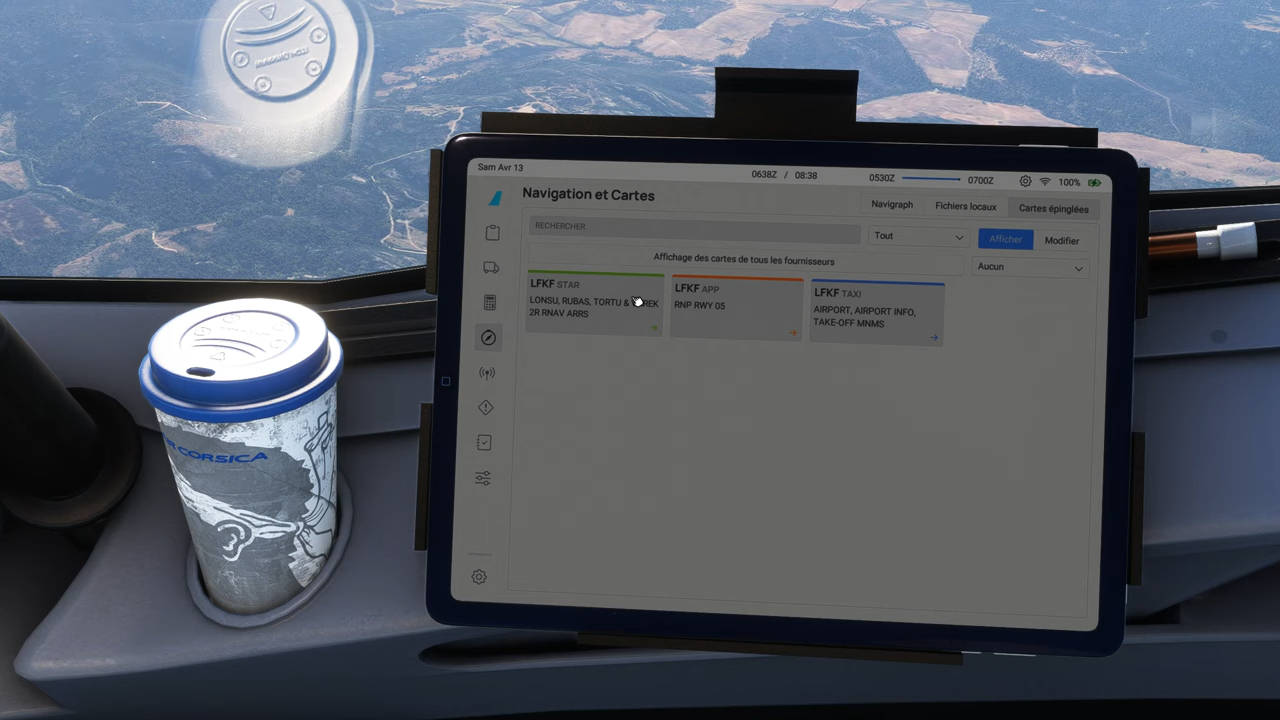 Sam Avr 13
0638Z / 08:38
0530Z
0700Z
100%
Navigation et Cartes
Navigraph
Fichiers locaux
Cartes épinglées
RECHERCHER
Tout
Afficher
Modifier
Affichage des cartes de tous les fournisseurs
Aucun
LFKF STAR
LONSU, RUBAS, TORTU &
2R RNAV ARRS
LFKF APP
RNP RWY 05
LFKF TAXI
AIRPORT, AIRPORT INFO,
TAKE-OFF MNMS
CORSICA